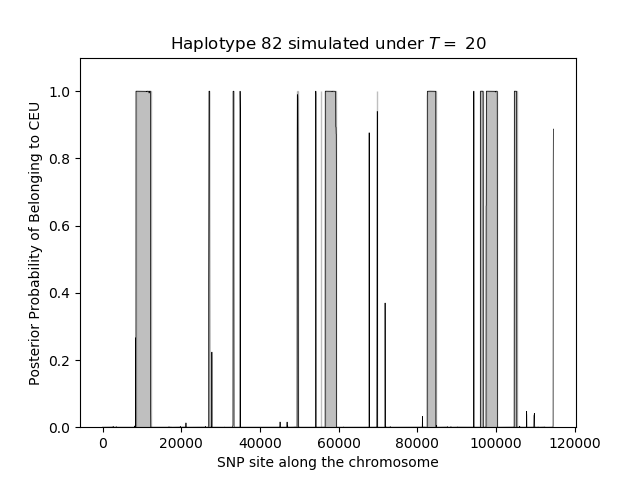 Haplotype 82 simulated under T = 20
Posterior Probability of Belonging to CEU
1.0
0.8
0.6
0.4
0.2
0.0
0 20000 40000 60000 80000 100000 120000
SNP site along the chromosome